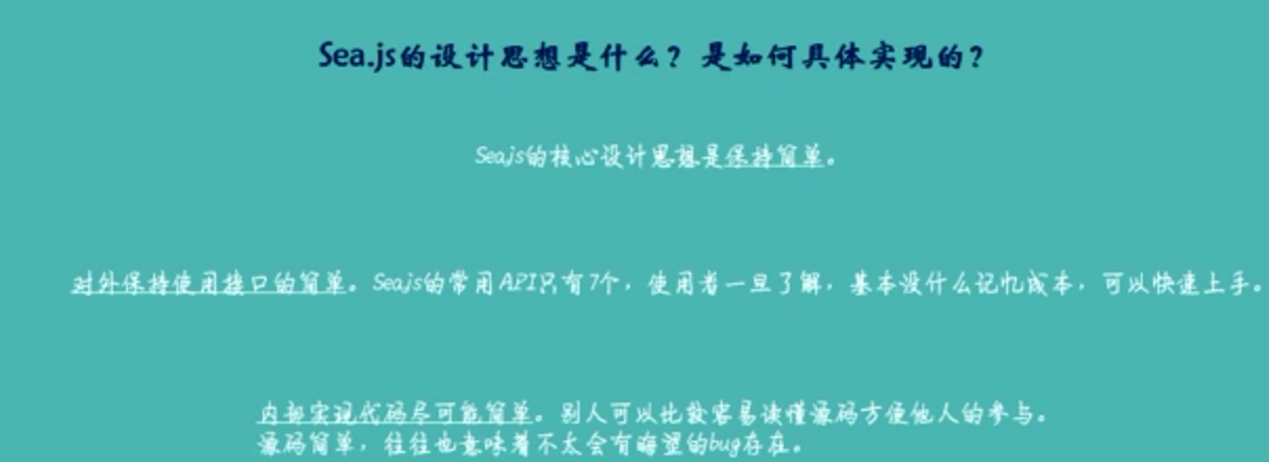 Sea.js的设计思想是什么？是如何具体实现的？
Seajs的核心设计思想是保持简单。
对外保持使用接口的简单。Seajs的常用API只有7个，使用者一旦了解，基本没什么记忆成本，可以快速上手。
内部实现代码尽可能简单。别人可以比较容易读懂源码方便他人的参与。
源码简单，往往也意味着不太会有晦涩的bug存在。